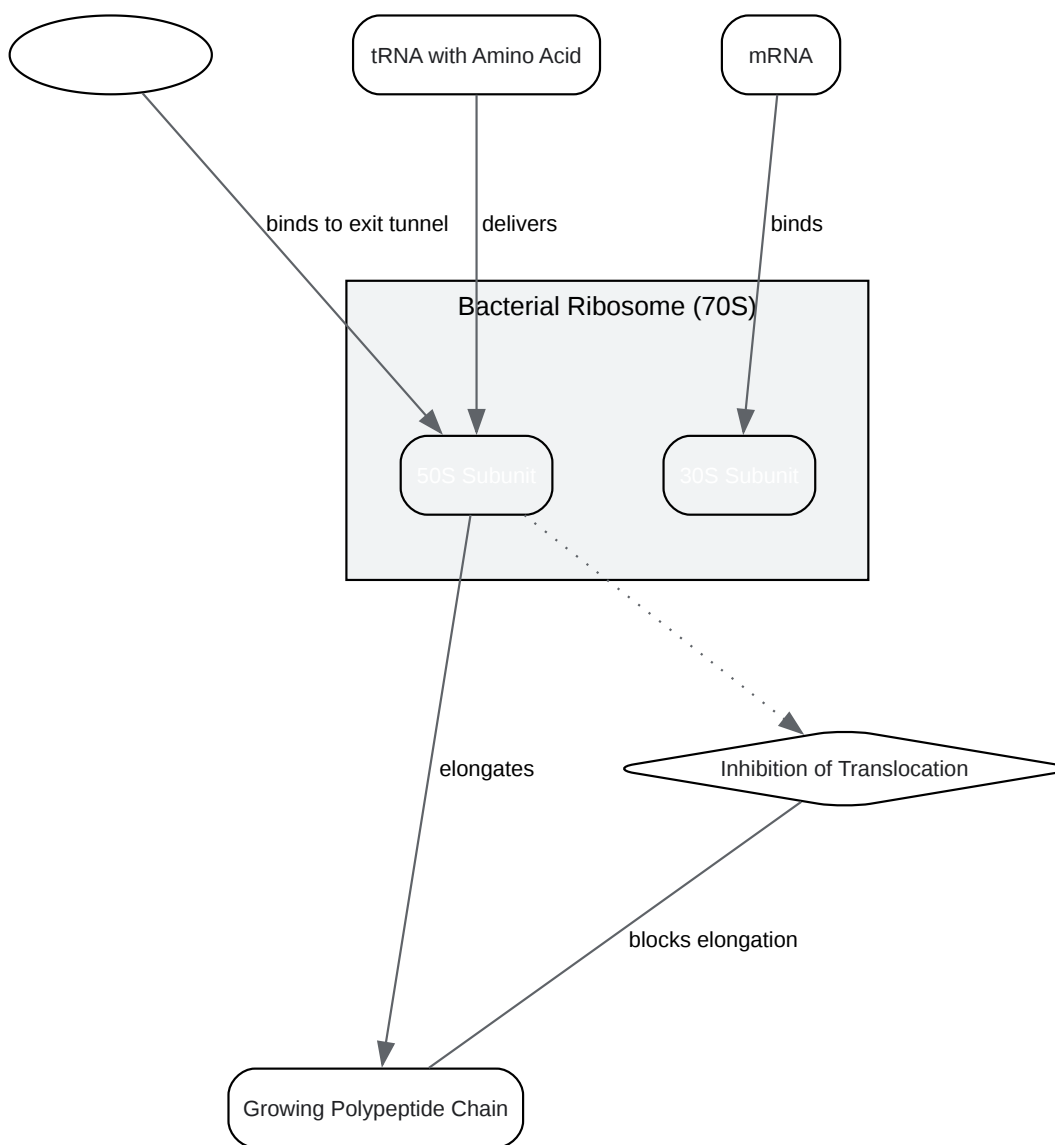 tRNA with Amino Acid
mRNA
binds to exit tunnel
delivers
binds
Bacterial Ribosome (70S)
50S Subunit
30S Subunit
elongates
Inhibition of Translocation
blocks elongation
Growing Polypeptide Chain